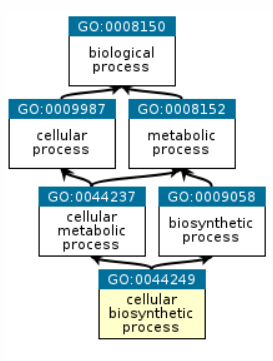 GO:0008150
biological
process
GO:0009987
cellular
process
GO:0008152
metabolic
process
GO:0044237
cellular
metabolic
process
GO:0009058
biosynthetic
process
GO:0044249
cellular
biosynthetic
process